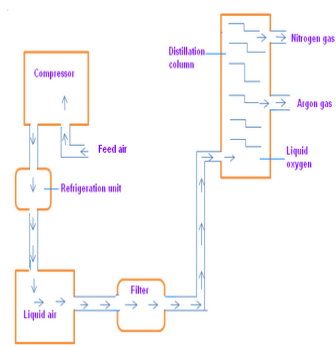 Compressor
Feed air
Refrigeration unit
Liquid air
Filter
Distillation
column
Nitrogen gas
Argon gas
Liquid
oxygen